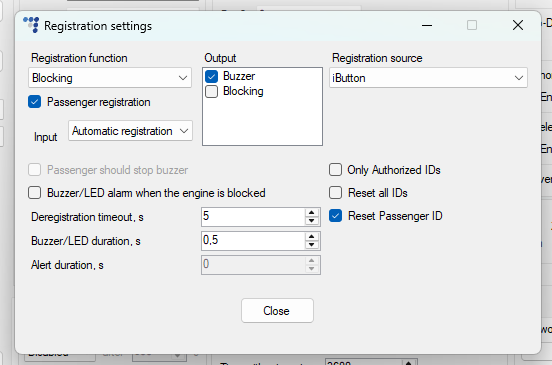 Registration settings
Registration function
Output
Registration source
Blocking
Buzzer
Blocking
iButton
Passenger registration
Input
Automatic registration
Passenger should stop buzzer
Only Authorized IDs
Buzzer/LED alarm when the engine is blocked
Reset all IDs
Deregistration timeout, s
5
Reset Passenger ID
Buzzer/LED duration, s
0,5
Alert duration, s
0
Close